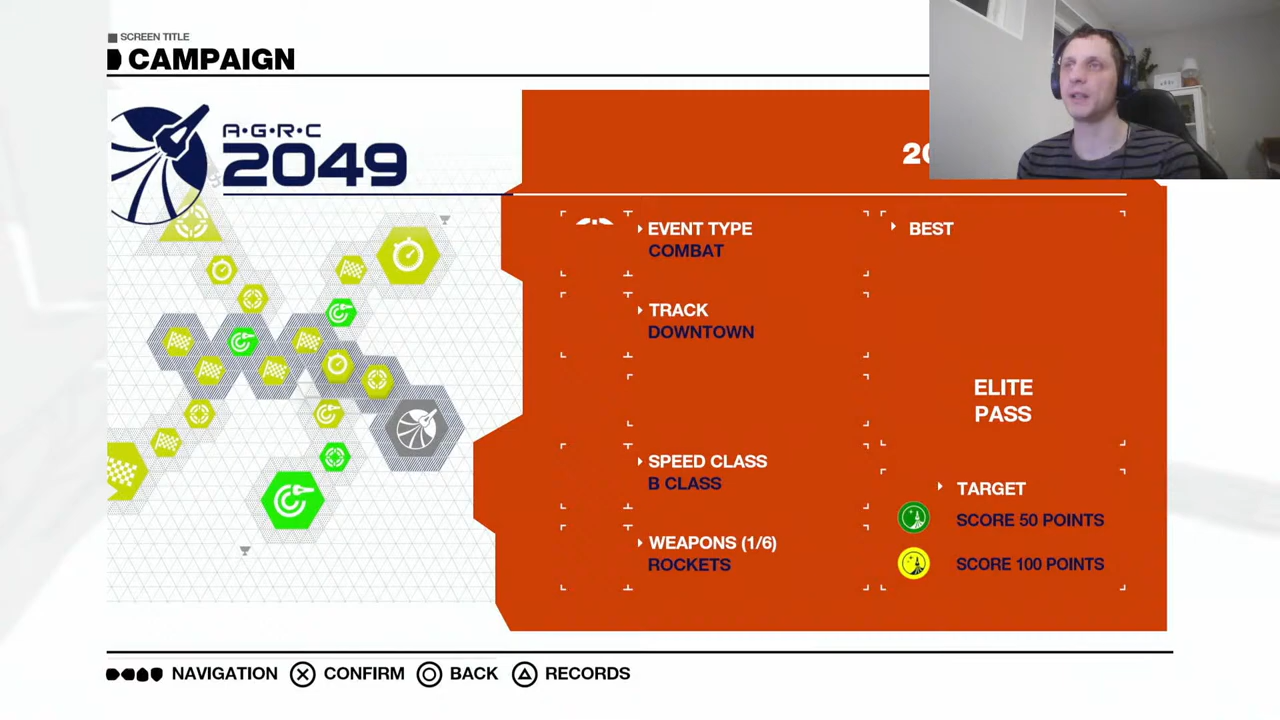 SCREEN TITLE
CAMPAIGN
A·G·R·C
2049
EVENT TYPE
COMBAT
TRACK
DOWNTOWN
SPEED CLASS
B CLASS
WEAPONS (1/6)
ROCKETS
BEST
ELITE
PASS
TARGET
SCORE 50 POINTS
SCORE 100 POINTS
NAVIGATION
CONFIRM
BACK
RECORDS